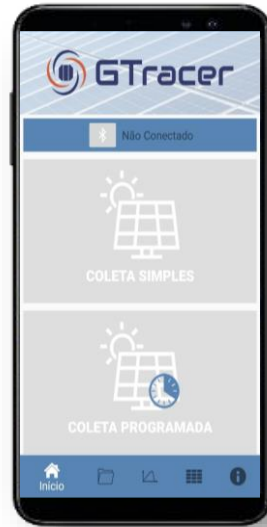 GTracer
Não Conectado
COLETA SIMPLES
COLETA PROGRAMADA
Início